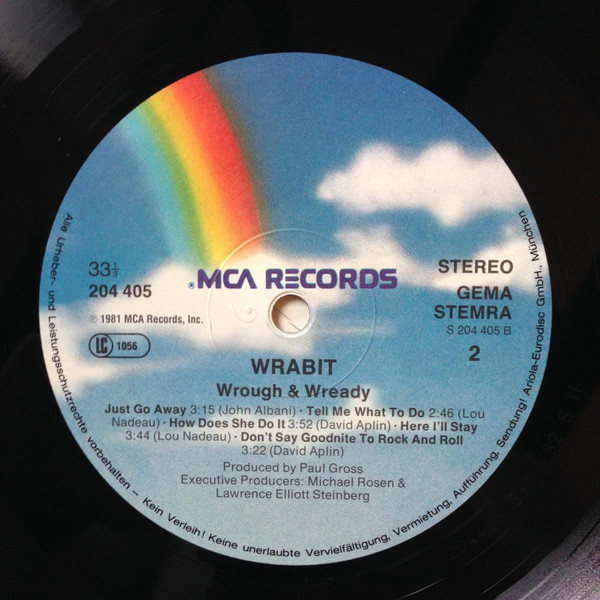 MCA RECORDS
33⅓
204 405
℗ 1981 MCA Records, Inc.
LC 1056
STEREO
GEMA
STEMRA
S 204 405 B
2
WRABIT
Wrough & Wready
Just Go Away 3:15 (John Albani) · Tell Me What To Do 2:46 (Lou
Nadeau) · How Does She Do It 3:52 (David Aplin) · Here I'll Stay
3:44 (Lou Nadeau) · Don't Say Goodnite To Rock And Roll
3:22 (David Aplin)
Produced by Paul Gross
Executive Producers: Michael Rosen &
Lawrence Elliott Steinberg
Alle Urheber- und Leistungsschutzrechte vorbehalten – Kein Verleih! Keine unerlaubte Vervielfältigung, Vermietung, Aufführung, Sendung! Ariola-Eurodisc GmbH., München